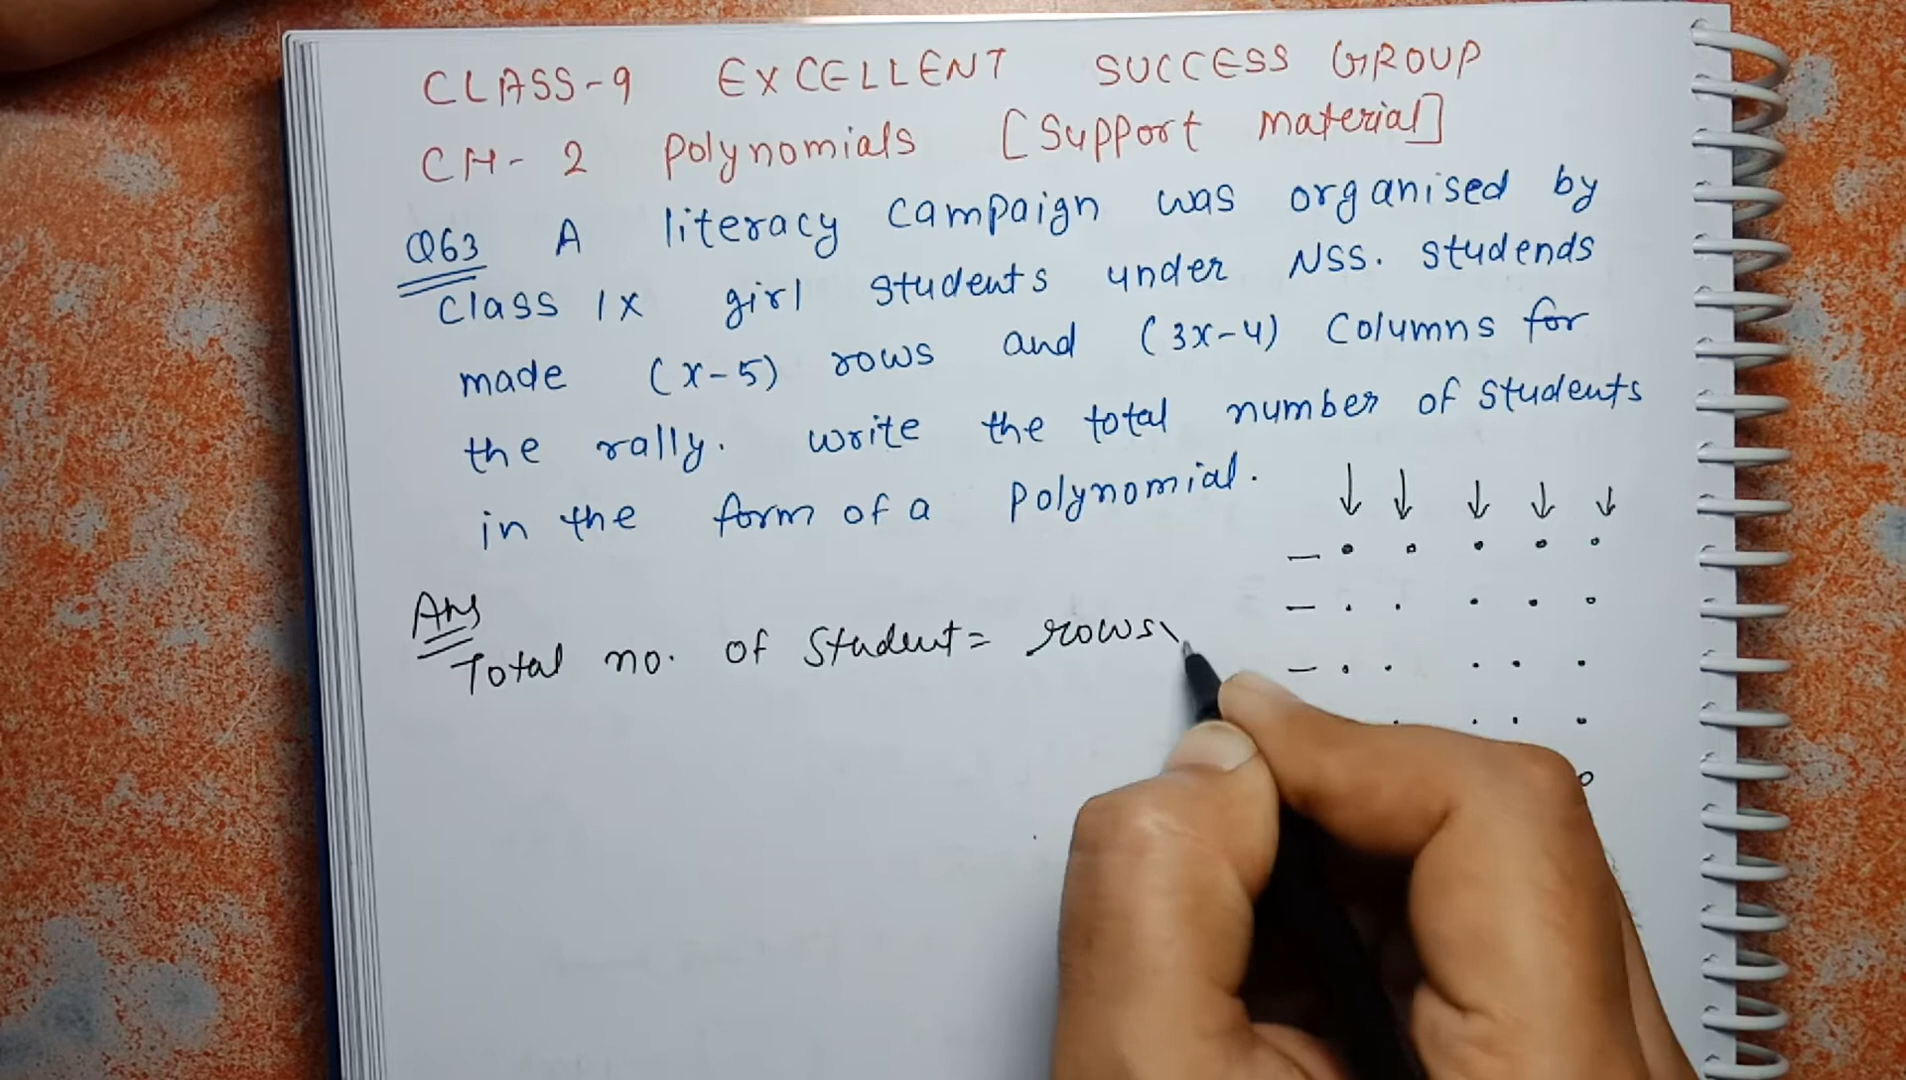 CLASS-9 EXCELLENT SUCCESS GROUP
CH-2 Polynomials [Support Material]
Q63 A literacy campaign was organised by
Class IX girl students under NSS. studends
made (x-5) rows and (3x-4) Columns for
the rally. write the total number of students
in the form of a Polynomial.
Ans
Total no. of Student= rows